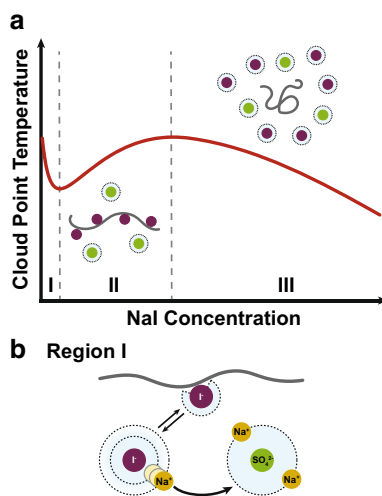 a
Cloud Point Temperature
I
II
III
NaI Concentration
b Region I
I⁻
I⁻
Na⁺
Na⁺
SO₄²⁻
Na⁺